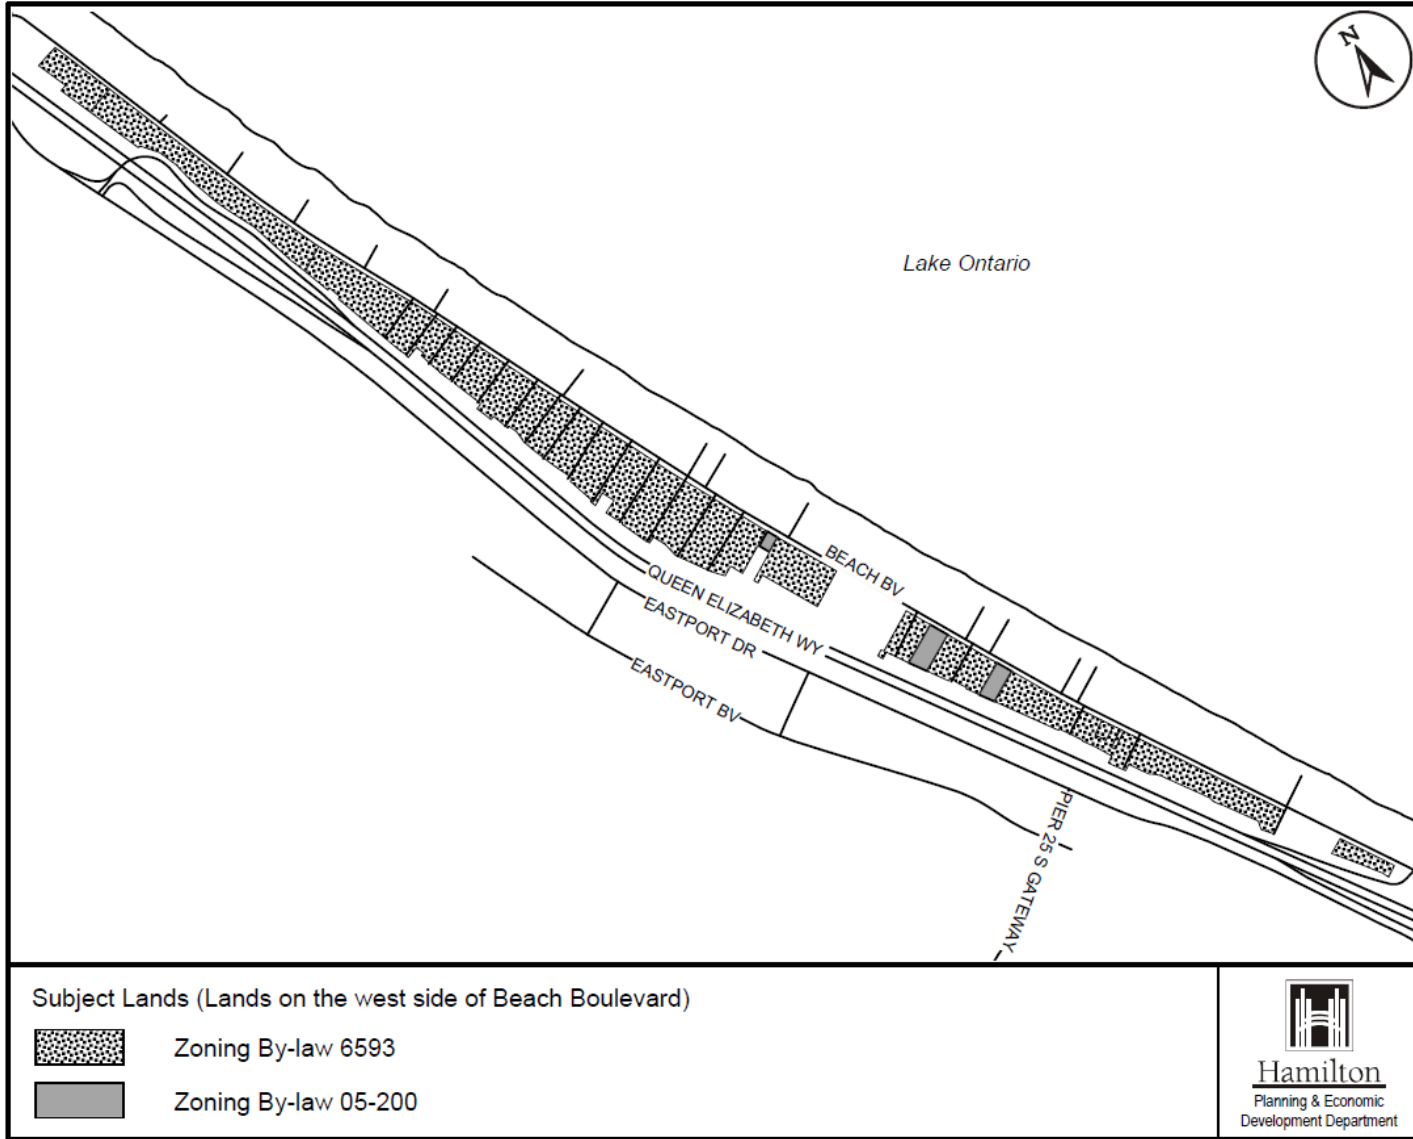 N
Lake Ontario
BEACH BV
QUEEN ELIZABETH WY
EASTPORT DR
EASTPORT BV
PIER 25 S GATEWAY
Subject Lands (Lands on the west side of Beach Boulevard)
Zoning By-law 6593
Zoning By-law 05-200
Hamilton
Planning & Economic
Development Department